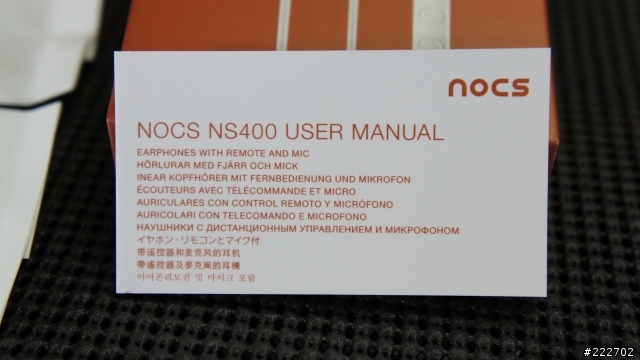 nocs
NOCS NS400 USER MANUAL
EARPHONES WITH REMOTE AND MIC
HÖRLURAR MED FJÄRR OCH MICK
INEAR KOPFHÖRER MIT FERNBEDIENUNG UND MIKROFON
ÉCOUTEURS AVEC TÉLÉCOMMANDE ET MICRO
AURICULARES CON CONTROL REMOTO Y MICRÓFONO
AURICOLARI CON TELECOMANDO E MICROFONO
НАУШНИКИ С ДИСТАНЦИОННЫМ УПРАВЛЕНИЕМ И МИКРОФОНОМ
イヤホン、リモコンとマイク付
带遥控器和麦克风的耳机
帶遙控器及麥克風的耳機
이어폰리모컨 및 마이크 포함
#222702